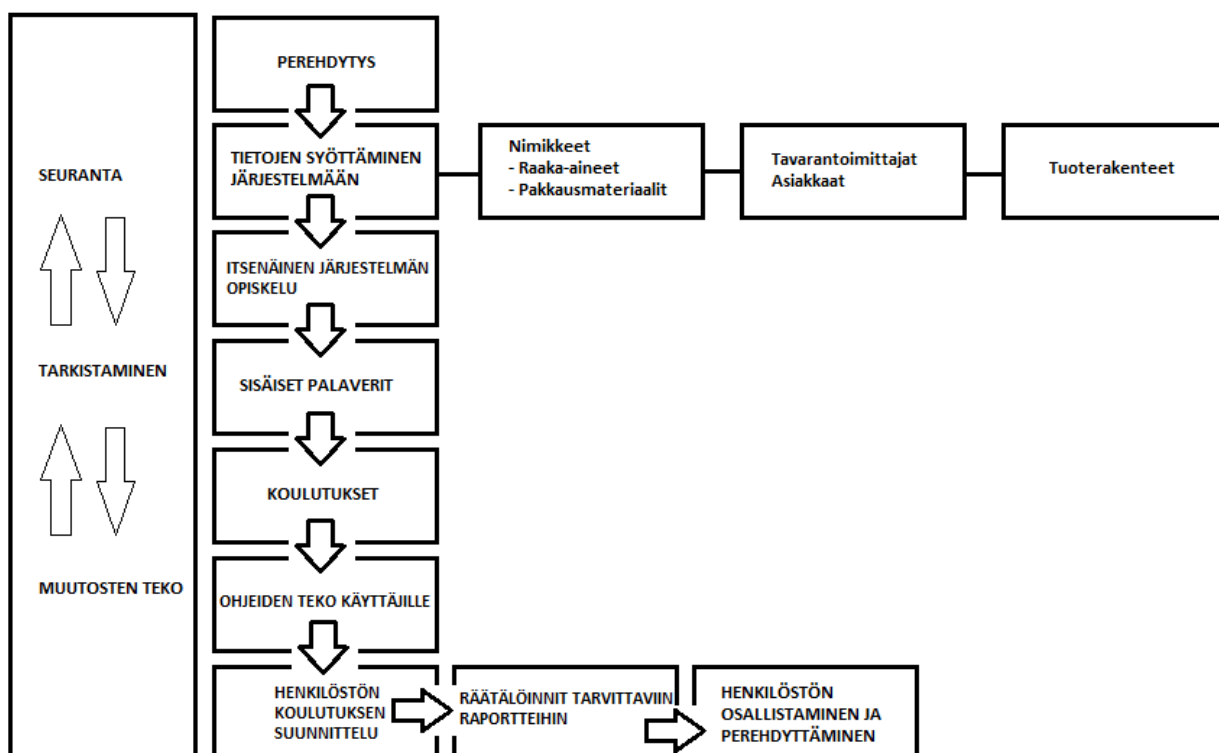 SEURANTA
TARKISTAMINEN
MUUTOSTEN TEKO
PEREHDYTYS
TIETOJEN SYÖTTÄMINEN
JÄRJESTELMÄÄN
Nimikkeet
- Raaka-aineet
- Pakkausmateriaalit
Tavarantoimittajat
Asiakkaat
Tuoterakenteet
ITSENÄINEN JÄRJESTELMÄN
OPISKELU
SISÄISET PALAVERIT
KOULUTUKSET
OHJEIDEN TEKO KÄYTTÄJILLE
HENKILÖSTÖN
KOULUTUKSEN
SUUNNITTELU
RÄÄTÄLÖINNIT TARVITTAVIIN
RAPORTTEIHIN
HENKILÖSTÖN
OSALLISTAMINEN JA
PEREHDYTTÄMINEN